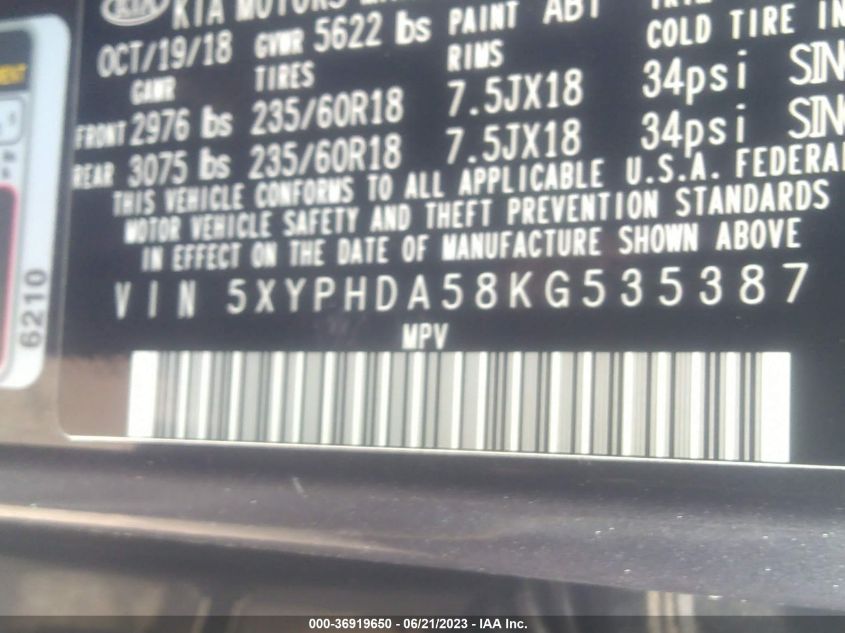 KIA KIA MOTORS
OCT/19/18 GVWR 5622 lbs PAINT ABT
GAWR TIRES RIMS COLD TIRE IN
FRONT 2976 lbs 235/60R18 7.5JX18 34psi SIN
REAR 3075 lbs 235/60R18 7.5JX18 34psi SIN
THIS VEHICLE CONFORMS TO ALL APPLICABLE U.S.A. FEDERAL
MOTOR VEHICLE SAFETY AND THEFT PREVENTION STANDARDS
IN EFFECT ON THE DATE OF MANUFACTURE SHOWN ABOVE
VIN 5XYPHDA58KG535387
MPV
6210
000-36919650 - 06/21/2023 - IAA Inc.